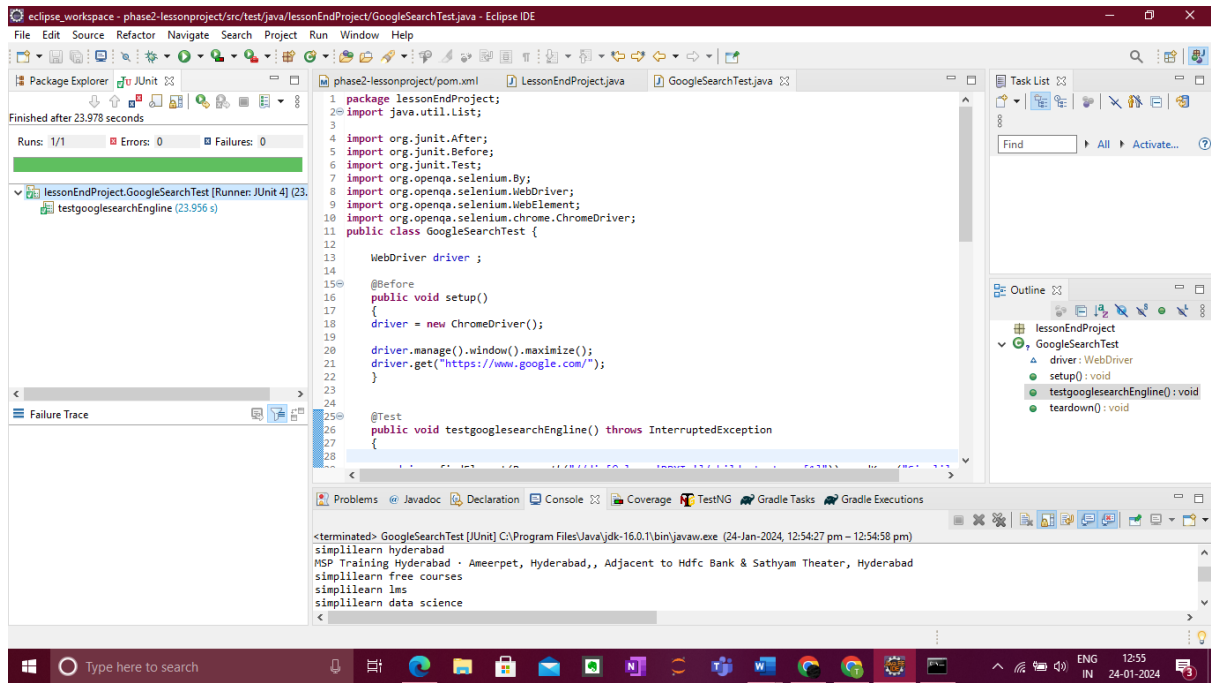 eclipse_workspace - phase2-lessonproject/src/test/java/lessonEndProject/GoogleSearchTest.java - Eclipse IDE
File Edit Source Refactor Navigate Search Project Run Window Help
Package Explorer JUnit
Finished after 23.978 seconds
Runs: 1/1 Errors: 0 Failures: 0
lessonEndProject.GoogleSearchTest [Runner: JUnit 4] (23.
testgooglesearchEngline (23.956 s)
Failure Trace
phase2-lessonproject/pom.xml LessonEndProject.java GoogleSearchTest.java
1 package lessonEndProject;
2 import java.util.List;
3
4 import org.junit.After;
5 import org.junit.Before;
6 import org.junit.Test;
7 import org.openqa.selenium.By;
8 import org.openqa.selenium.WebDriver;
9 import org.openqa.selenium.WebElement;
10 import org.openqa.selenium.chrome.ChromeDriver;
11 public class GoogleSearchTest {
12
13 WebDriver driver ;
14
15 @Before
16 public void setup()
17 {
18 driver = new ChromeDriver();
19
20 driver.manage().window().maximize();
21 driver.get("https://www.google.com/");
22 }
23
24
25 @Test
26 public void testgooglesearchEngline() throws InterruptedException
27 {
28
Task List
Find All Activate...
Outline
lessonEndProject
GoogleSearchTest
driver : WebDriver
setup() : void
testgooglesearchEngline() : void
teardown() : void
Problems Javadoc Declaration Console Coverage TestNG Gradle Tasks Gradle Executions
<terminated> GoogleSearchTest [JUnit] C:\Program Files\Java\jdk-16.0.1\bin\javaw.exe (24-Jan-2024, 12:54:27 pm – 12:54:58 pm)
simplilearn hyderabad
MSP Training Hyderabad · Ameerpet, Hyderabad,, Adjacent to Hdfc Bank & Sathyam Theater, Hyderabad
simplilearn free courses
simplilearn lms
simplilearn data science
Type here to search
ENG 12:55
IN 24-01-2024
3